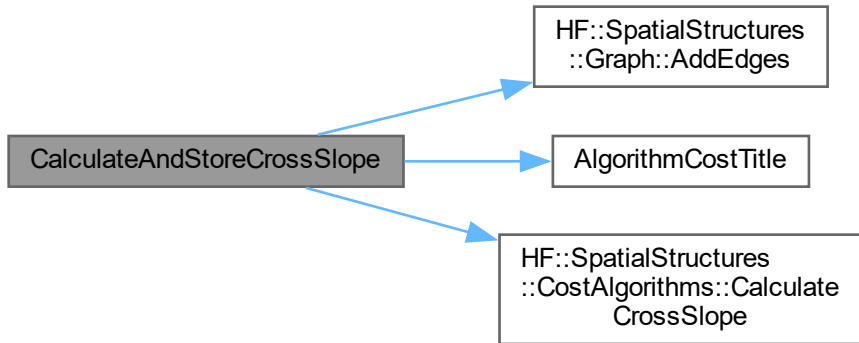 HF::SpatialStructures
::Graph::AddEdges
CalculateAndStoreCrossSlope
AlgorithmCostTitle
HF::SpatialStructures
::CostAlgorithms::Calculate
CrossSlope